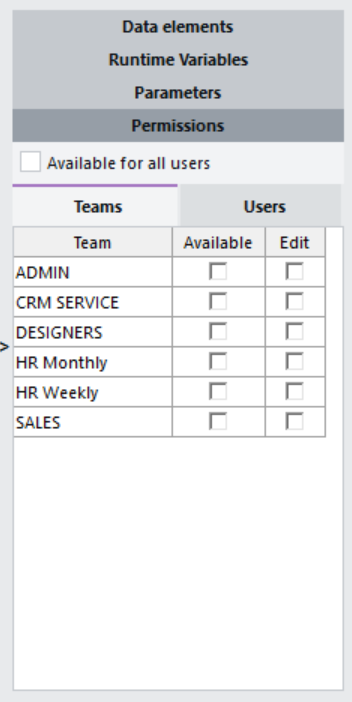 Data elements
Runtime Variables
Parameters
Permissions
Available for all users
Teams Users
Team Available Edit
ADMIN
CRM SERVICE
DESIGNERS
>
HR Monthly
HR Weekly
SALES